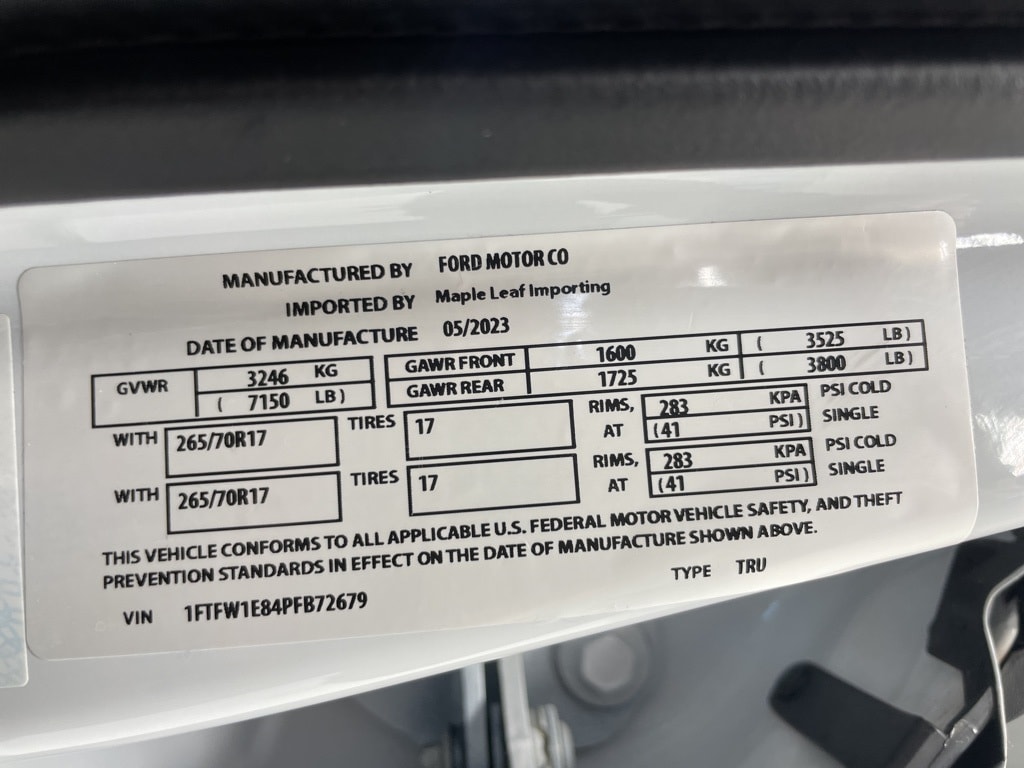 MANUFACTURED BY FORD MOTOR CO
IMPORTED BY Maple Leaf Importing
DATE OF MANUFACTURE 05/2023
GVWR 3246 KG ( 7150 LB )
GAWR FRONT 1600 KG ( 3525 LB )
GAWR REAR 1725 KG ( 3800 LB )
WITH 265/70R17 TIRES 17 RIMS, AT 283 KPA (41 PSI ) PSI COLD SINGLE
WITH 265/70R17 TIRES 17 RIMS, AT 283 KPA (41 PSI ) PSI COLD SINGLE
THIS VEHICLE CONFORMS TO ALL APPLICABLE U.S. FEDERAL MOTOR VEHICLE SAFETY, AND THEFT
PREVENTION STANDARDS IN EFFECT ON THE DATE OF MANUFACTURE SHOWN ABOVE.
VIN 1FTFW1E84PFB72679 TYPE TRU